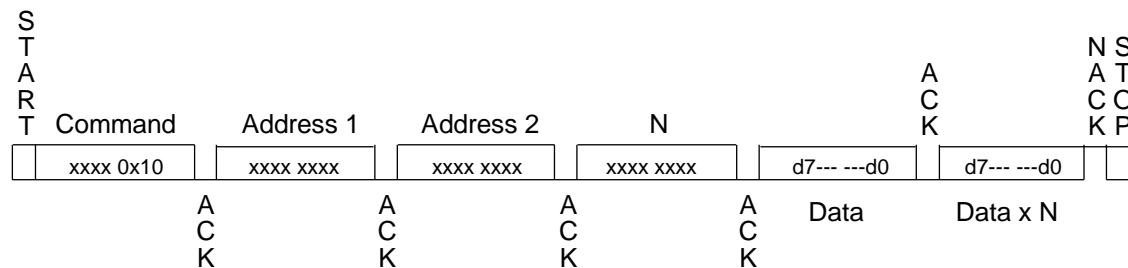 START
Command
Address 1
Address 2
N
ACK
NACK
STOP
xxxx 0x10
xxxx xxxx
xxxx xxxx
xxxx xxxx
d7--- ---d0
d7--- ---d0
ACK
ACK
ACK
ACK
Data
Data x N